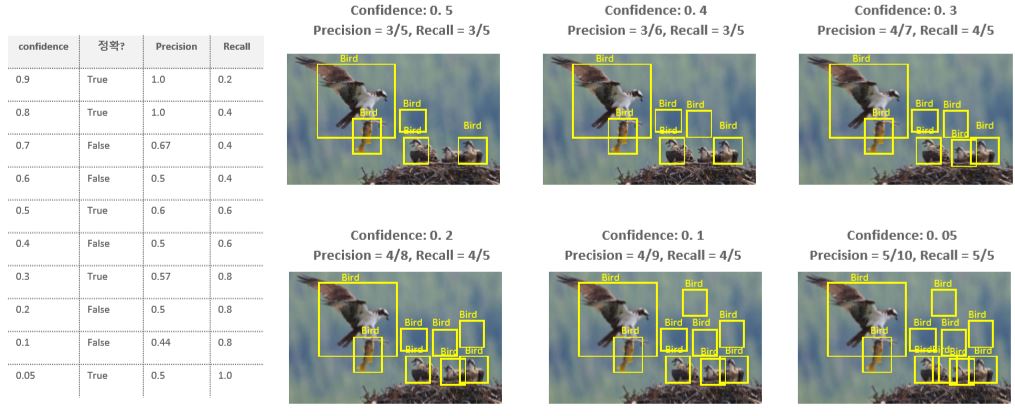 confidence 정확? Precision Recall
0.9 True 1.0 0.2
0.8 True 1.0 0.4
0.7 False 0.67 0.4
0.6 False 0.5 0.4
0.5 True 0.6 0.6
0.4 False 0.5 0.6
0.3 True 0.57 0.8
0.2 False 0.5 0.8
0.1 False 0.44 0.8
0.05 True 0.5 1.0
Confidence: 0. 5
Precision = 3/5, Recall = 3/5
Bird
Bird
Bird
Bird
Bird
Confidence: 0. 4
Precision = 3/6, Recall = 3/5
Bird
Bird
Bird
Bird
Bird
Bird
Confidence: 0. 3
Precision = 4/7, Recall = 4/5
Bird
Bird
Bird
Bird
Bird
Bird
Bird
Confidence: 0. 2
Precision = 4/8, Recall = 4/5
Bird
Bird
Bird
Bird
Bird
Bird
Bird
Bird
Confidence: 0. 1
Precision = 4/9, Recall = 4/5
Bird
Bird
Bird
Bird
Bird
Bird
Bird
Bird
Bird
Confidence: 0. 05
Precision = 5/10, Recall = 5/5
Bird
Bird
Bird
Bird
Bird
Bird
Bird
Bird
Bird
Bird